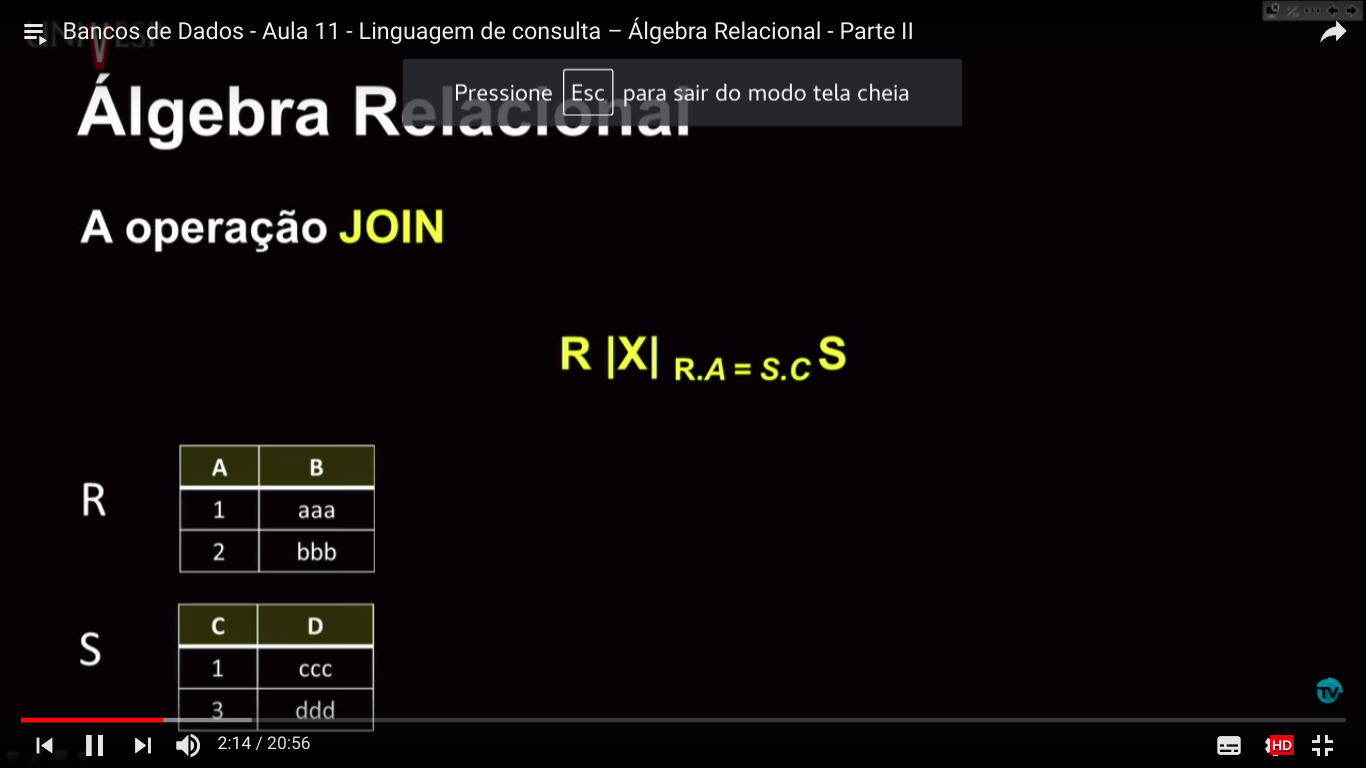 Bancos de Dados - Aula 11 - Linguagem de consulta – Álgebra Relacional - Parte II
Pressione Esc para sair do modo tela cheia
Álgebra Relacional
A operação JOIN
R |X| R.A = S.C S
R
A B
1 aaa
2 bbb
S
C D
1 ccc
3 ddd
TV
2:14 / 20:56
HD